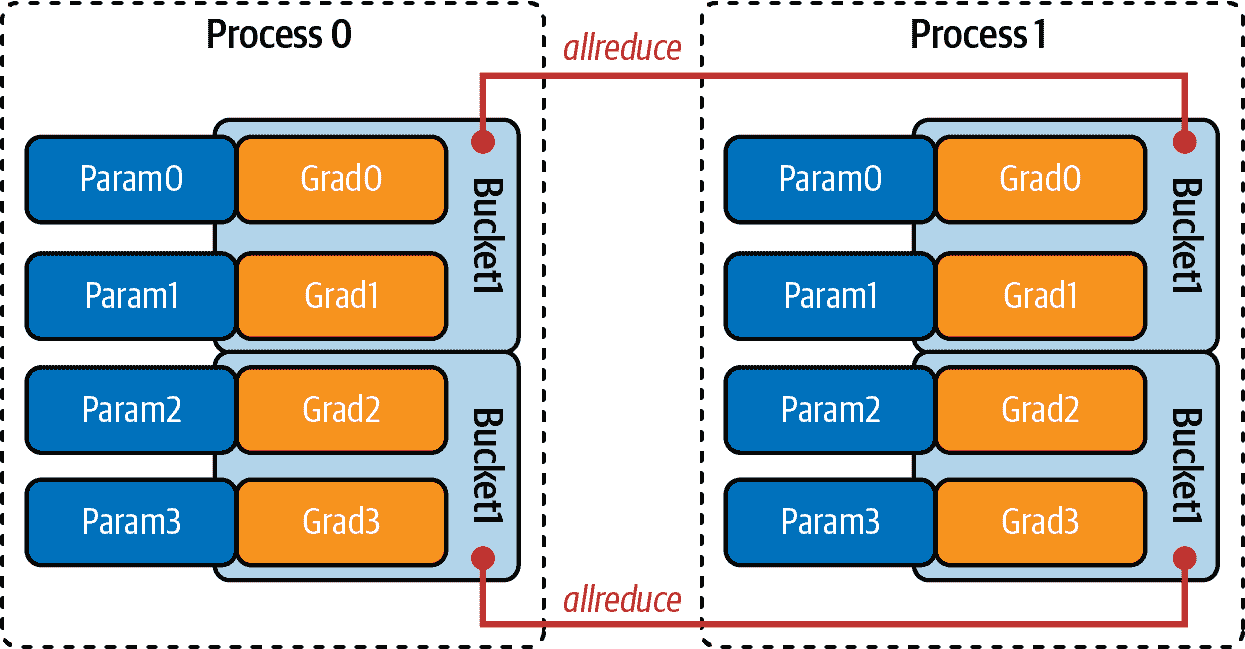 Process 0
allreduce
Process 1
Param0
Grad0
Bucket1
Param1
Grad1
Param2
Grad2
Bucket1
Param3
Grad3
Param0
Grad0
Bucket1
Param1
Grad1
Param2
Grad2
Bucket1
Param3
Grad3
allreduce